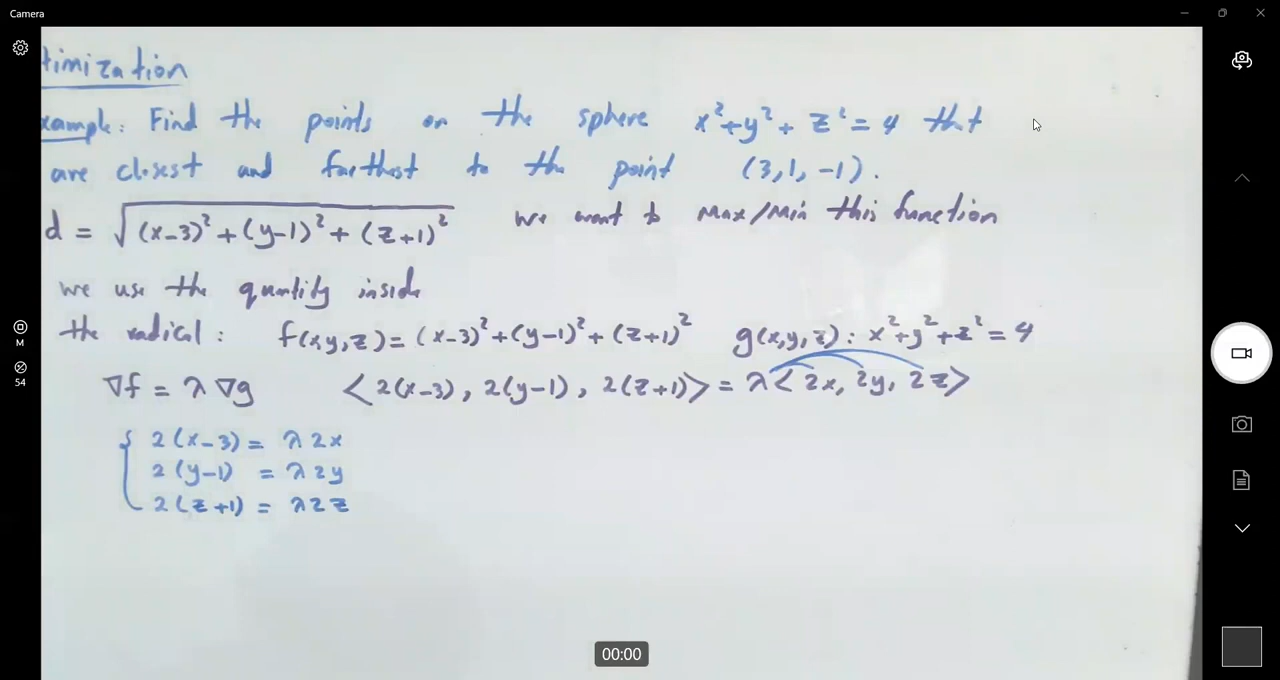 Camera
timization
xample: Find the points on the sphere x²+y²+z²=4 that
are closest and farthest to the point (3,1,-1).
d = √(x-3)²+(y-1)²+(z+1)² we want to Max/Min this function
we use the quantity inside
the radical: f(x,y,z)=(x-3)²+(y-1)²+(z+1)² g(x,y,z): x²+y²+z²=4
∇f = λ ∇g <2(x-3), 2(y-1), 2(z+1)> = λ<2x, 2y, 2z>
{ 2(x-3) = λ2x
2(y-1) = λ2y
2(z+1) = λ2z
M
54
00:00